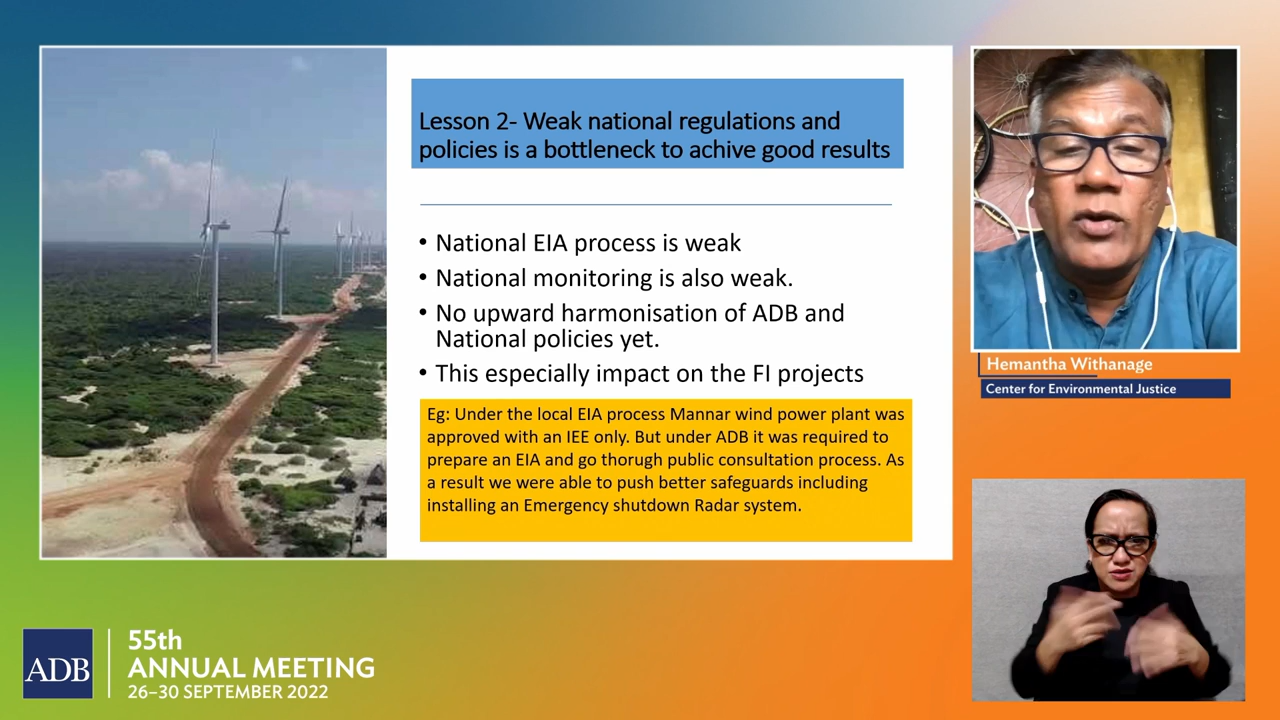 Lesson 2- Weak national regulations and
policies is a bottleneck to achive good results
• National EIA process is weak
• National monitoring is also weak.
• No upward harmonisation of ADB and
National policies yet.
• This especially impact on the FI projects
Eg: Under the local EIA process Mannar wind power plant was
approved with an IEE only. But under ADB it was required to
prepare an EIA and go thorugh public consultation process. As
a result we were able to push better safeguards including
installing an Emergency shutdown Radar system.
Hemantha Withanage
Center for Environmental Justice
ADB
55th
ANNUAL MEETING
26–30 SEPTEMBER 2022